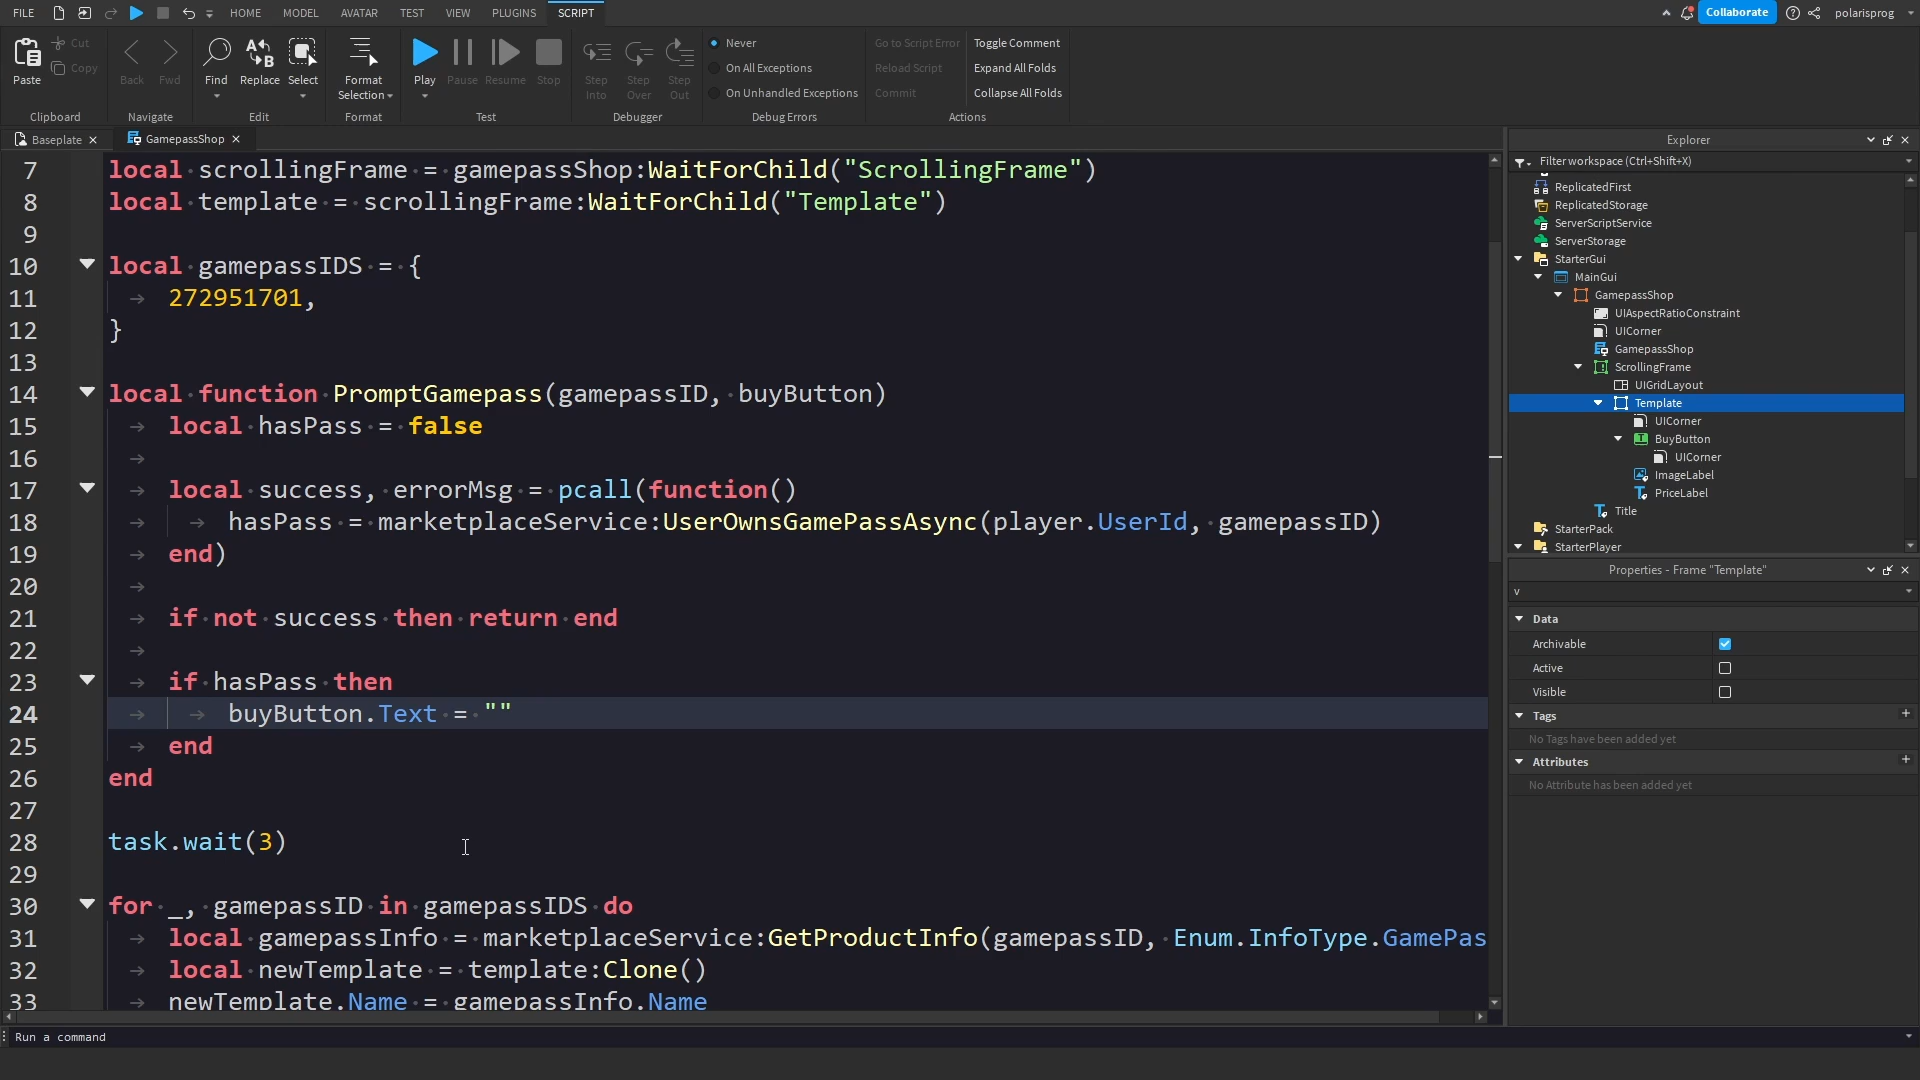 FILE HOME MODEL AVATAR TEST VIEW PLUGINS SCRIPT Collaborate polarisprog
Paste Cut Copy Back Fwd Find Replace Select Format Selection Play Pause Resume Stop Step Into Step Over Step Out
Never
On All Exceptions
On Unhandled Exceptions
Go to Script Error
Reload Script
Commit
Toggle Comment
Expand All Folds
Collapse All Folds
Clipboard Navigate Edit Format Test Debugger Debug Errors Actions
Baseplate GamepassShop
7 local scrollingFrame = gamepassShop:WaitForChild("ScrollingFrame")
8 local template = scrollingFrame:WaitForChild("Template")
9
10 local gamepassIDS = {
11 272951701,
12 }
13
14 local function PromptGamepass(gamepassID, buyButton)
15 local hasPass = false
16
17 local success, errorMsg = pcall(function()
18 hasPass = marketplaceService:UserOwnsGamePassAsync(player.UserId, gamepassID)
19 end)
20
21 if not success then return end
22
23 if hasPass then
24 buyButton.Text = ""
25 end
26 end
27
28 task.wait(3)
29
30 for _, gamepassID in gamepassIDS do
31 local gamepassInfo = marketplaceService:GetProductInfo(gamepassID, Enum.InfoType.GamePas
32 local newTemplate = template:Clone()
33 newTemplate.Name = gamepassInfo.Name
Run a command
Explorer
Filter workspace (Ctrl+Shift+X)
ReplicatedFirst
ReplicatedStorage
ServerScriptService
ServerStorage
StarterGui
MainGui
GamepassShop
UIAspectRatioConstraint
UICorner
GamepassShop
ScrollingFrame
UIGridLayout
Template
UICorner
BuyButton
UICorner
ImageLabel
PriceLabel
Title
StarterPack
StarterPlayer
Properties - Frame "Template"
v
Data
Archivable
Active
Visible
Tags +
No Tags have been added yet
Attributes +
No Attribute has been added yet